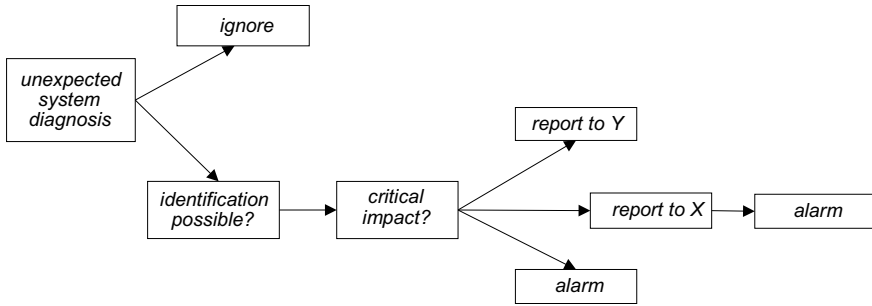 ignore
unexpected
system
diagnosis
report to Y
identification
possible?
critical
impact?
report to X
alarm
alarm